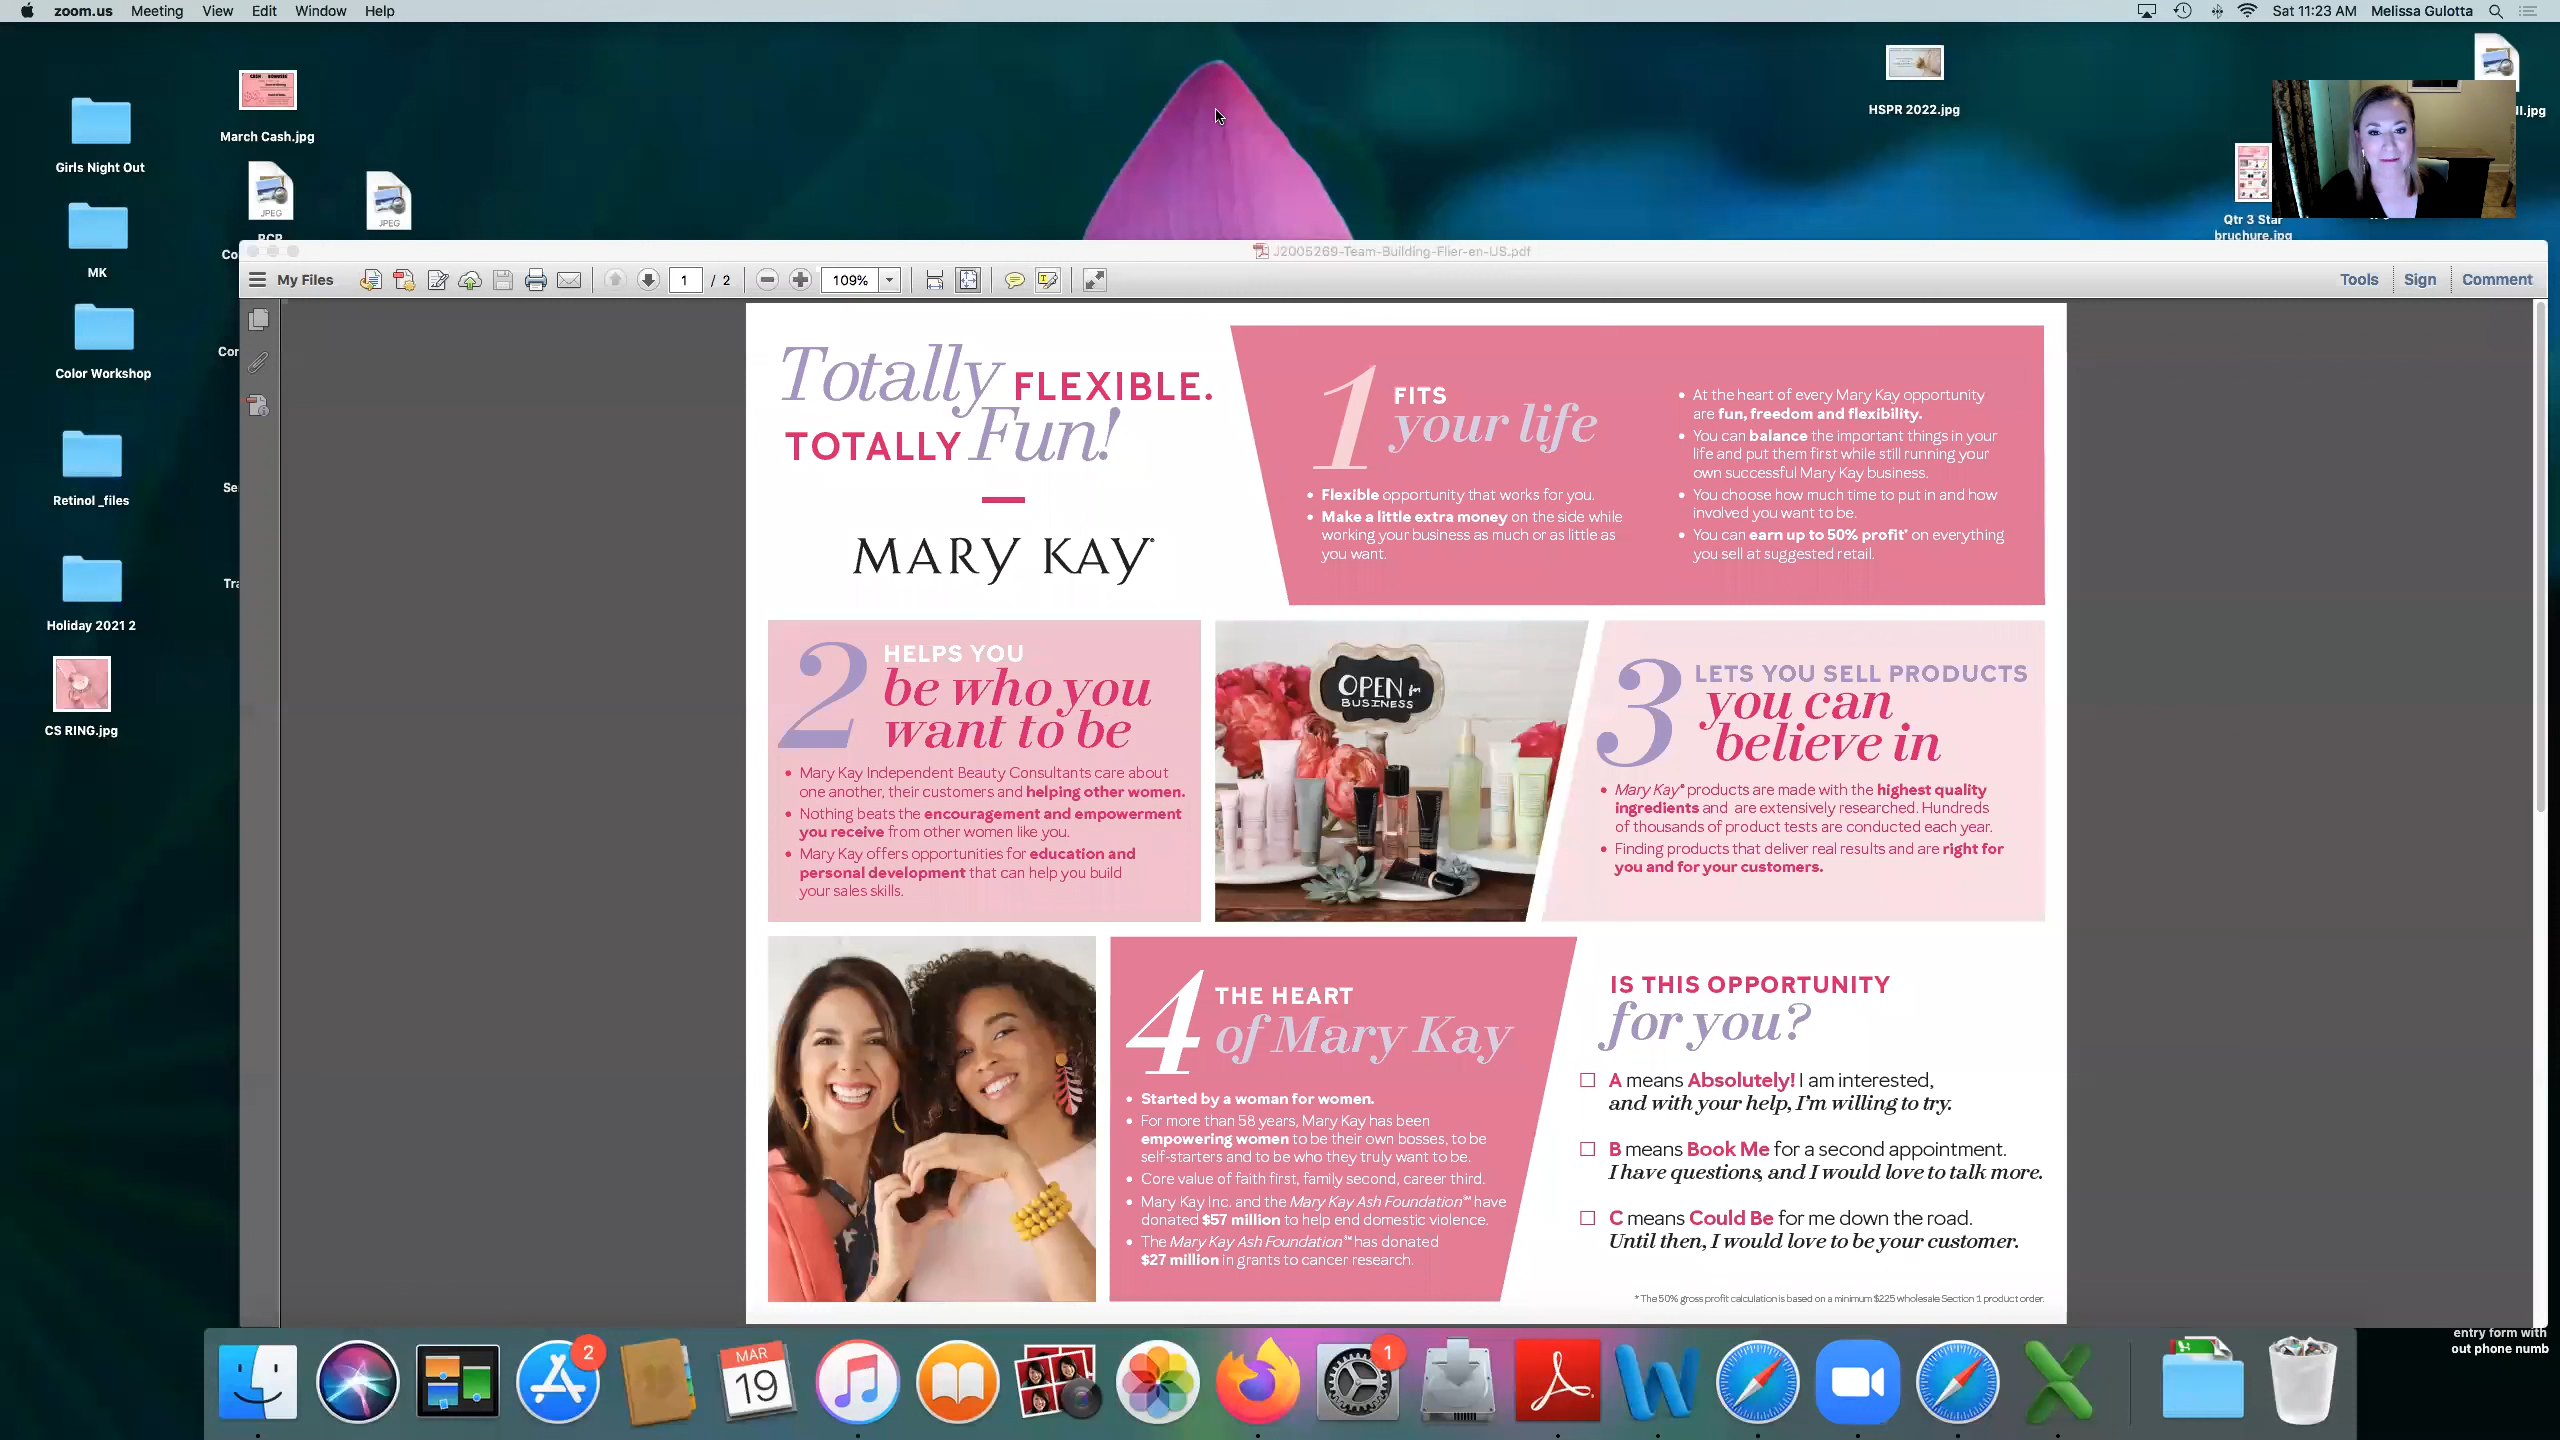 zoom.us Meeting View Edit Window Help
Sat 11:23 AM Melissa Gulotta
March Cash.jpg
HSPR 2022.jpg
Girls Night Out
JPEG
JPEG
MK
Qtr 3 Star
bruchure.jpg
Color Workshop
Retinol _files
Holiday 2021 2
CS RING.jpg
J2005269-Team-Building-Flier-en-US.pdf
My Files 1 / 2 109% Tools Sign Comment
Totally FLEXIBLE.
TOTALLY Fun!
MARY KAY®
1 FITS
your life
• Flexible opportunity that works for you.
• Make a little extra money on the side while
working your business as much or as little as
you want.
• At the heart of every Mary Kay opportunity
are fun, freedom and flexibility.
• You can balance the important things in your
life and put them first while still running your
own successful Mary Kay business.
• You choose how much time to put in and how
involved you want to be.
• You can earn up to 50% profit* on everything
you sell at suggested retail.
2 HELPS YOU
be who you
want to be
• Mary Kay Independent Beauty Consultants care about
one another, their customers and helping other women.
• Nothing beats the encouragement and empowerment
you receive from other women like you.
• Mary Kay offers opportunities for education and
personal development that can help you build
your sales skills.
OPEN for
BUSINESS
3 LETS YOU SELL PRODUCTS
you can
believe in
• Mary Kay® products are made with the highest quality
ingredients and are extensively researched. Hundreds
of thousands of product tests are conducted each year.
• Finding products that deliver real results and are right for
you and for your customers.
4 THE HEART
of Mary Kay
• Started by a woman for women.
• For more than 58 years, Mary Kay has been
empowering women to be their own bosses, to be
self-starters and to be who they truly want to be.
• Core value of faith first, family second, career third.
• Mary Kay Inc. and the Mary Kay Ash Foundation℠ have
donated $57 million to help end domestic violence.
• The Mary Kay Ash Foundation℠ has donated
$27 million in grants to cancer research.
IS THIS OPPORTUNITY
for you?
A means Absolutely! I am interested,
and with your help, I'm willing to try.
B means Book Me for a second appointment.
I have questions, and I would love to talk more.
C means Could Be for me down the road.
Until then, I would love to be your customer.
* The 50% gross profit calculation is based on a minimum $225 wholesale Section 1 product order.
entry form with
out phone numb
2
MAR
19
1